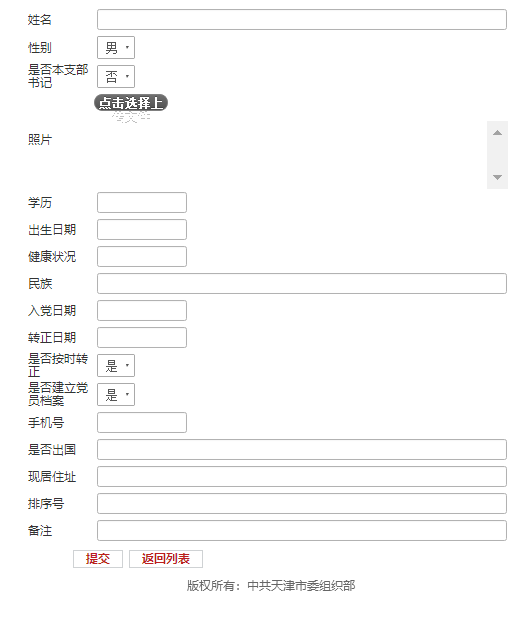 姓名
性别 男
是否本支部
书记 否
点击选择上
传文件
照片
学历
出生日期
健康状况
民族
入党日期
转正日期
是否按时转
正 是
是否建立党
员档案 是
手机号
是否出国
现居住址
排序号
备注
提交 返回列表
版权所有：中共天津市委组织部